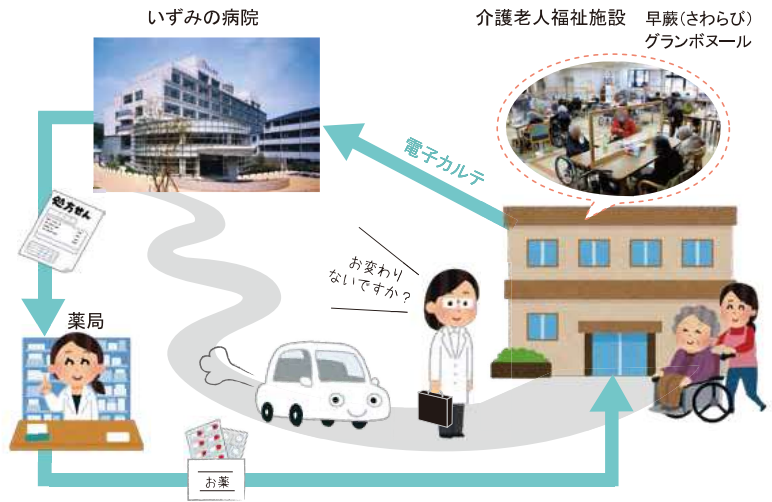 いずみの病院
介護老人福祉施設
早蕨(さわらび)
グランボヌール
電子カルテ
処方せん
お変わり
ないですか?
薬局
お薬